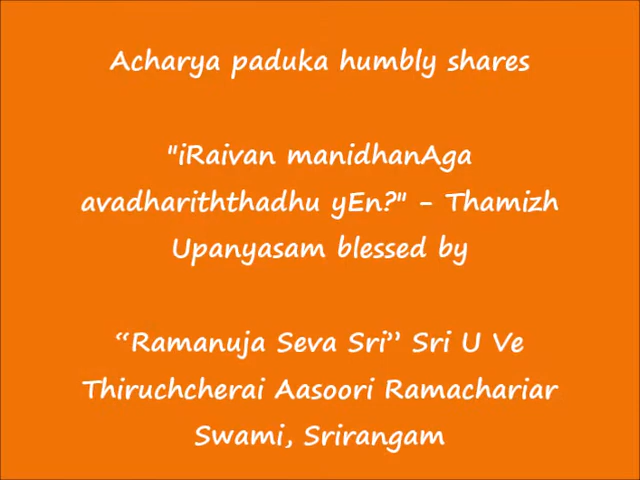 Acharya paduka humbly shares
"iRaivan manidhanAga
avadhariththadhu yEn?" - Thamizh
Upanyasam blessed by
“Ramanuja Seva Sri” Sri U Ve
Thiruchcherai Aasoori Ramachariar
Swami, Srirangam